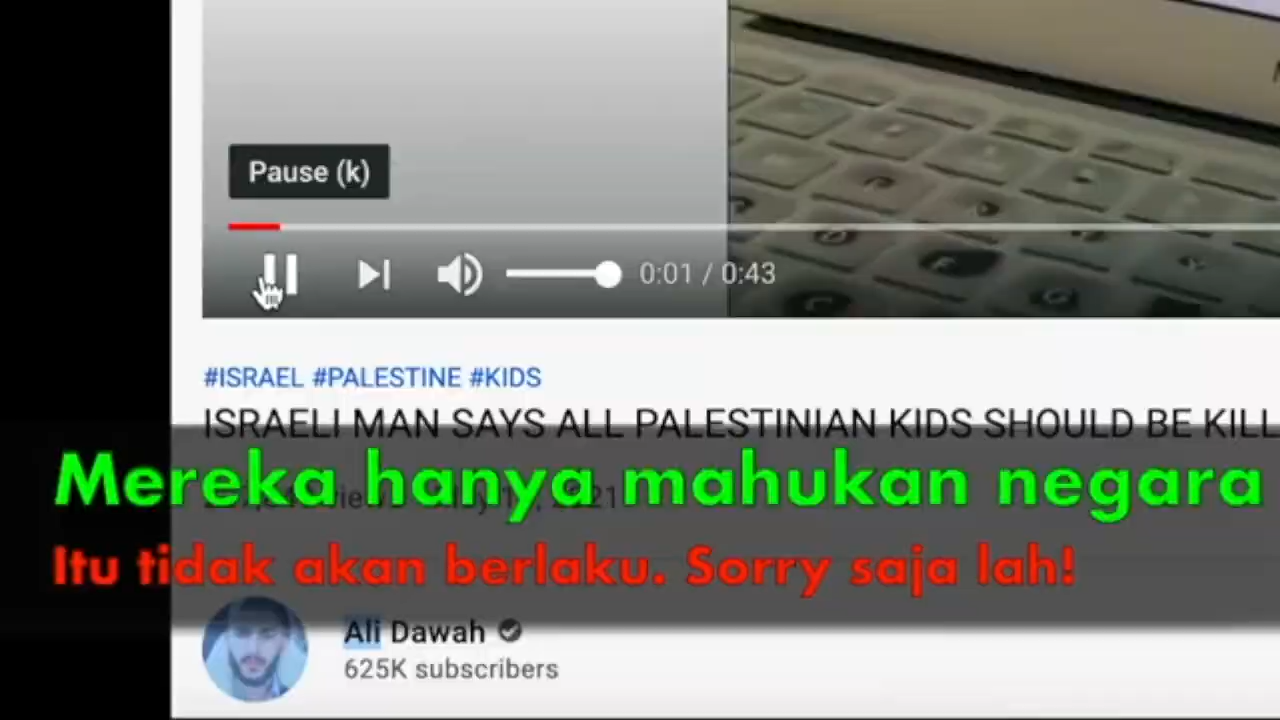 Pause (k)
0:01 / 0:43
#ISRAEL #PALESTINE #KIDS
ISRAELI MAN SAYS ALL PALESTINIAN KIDS SHOULD BE KILL
Mereka hanya mahukan negara
Itu tidak akan berlaku. Sorry saja lah!
Ali Dawah
625K subscribers